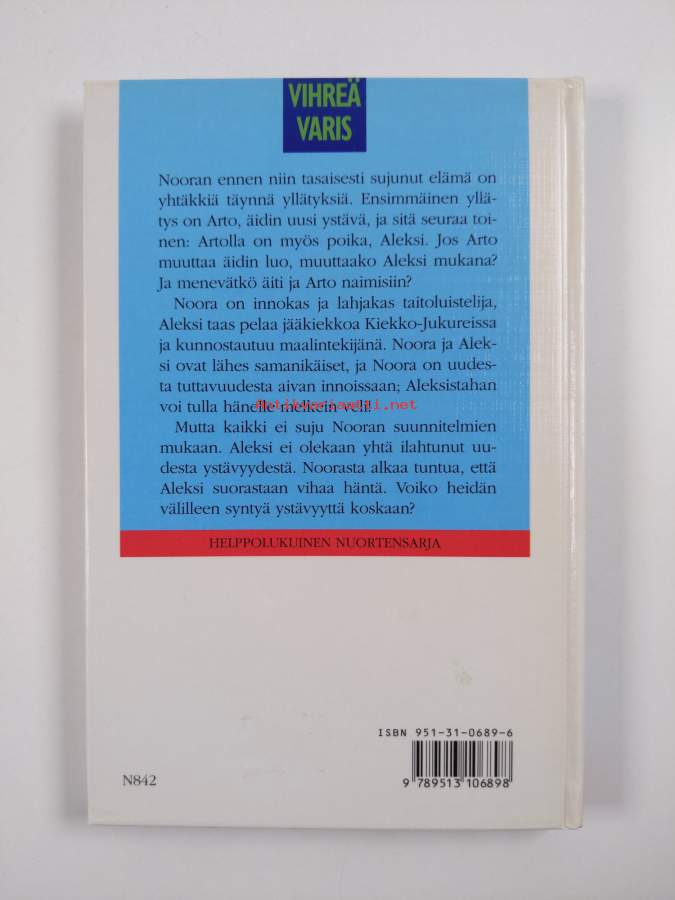 VIHREÄ
VARIS
Nooran ennen niin tasaisesti sujunut elämä on
yhtäkkiä täynnä yllätyksiä. Ensimmäinen yllä-
tys on Arto, äidin uusi ystävä, ja sitä seuraa toi-
nen: Artolla on myös poika, Aleksi. Jos Arto
muuttaa äidin luo, muuttaako Aleksi mukana?
Ja menevätkö äiti ja Arto naimisiin?
Noora on innokas ja lahjakas taitoluistelija,
Aleksi taas pelaa jääkiekkoa Kiekko-Jukureissa
ja kunnostautuu maalintekijänä. Noora ja Alek-
si ovat lähes samanikäiset, ja Noora on uudes-
ta tuttavuudesta aivan innoissaan; Aleksistahan
voi tulla hänelle melkein veli!
antikvariaatti.net
Mutta kaikki ei suju Nooran suunnitelmien
mukaan. Aleksi ei olekaan yhtä ilahtunut uu-
desta ystävyydestä. Noorasta alkaa tuntua, että
Aleksi suorastaan vihaa häntä. Voiko heidän
välilleen syntyä ystävyyttä koskaan?
HELPPOLUKUINEN NUORTENSARJA
ISBN 951-31-0689-6
9 789513 106898
N842